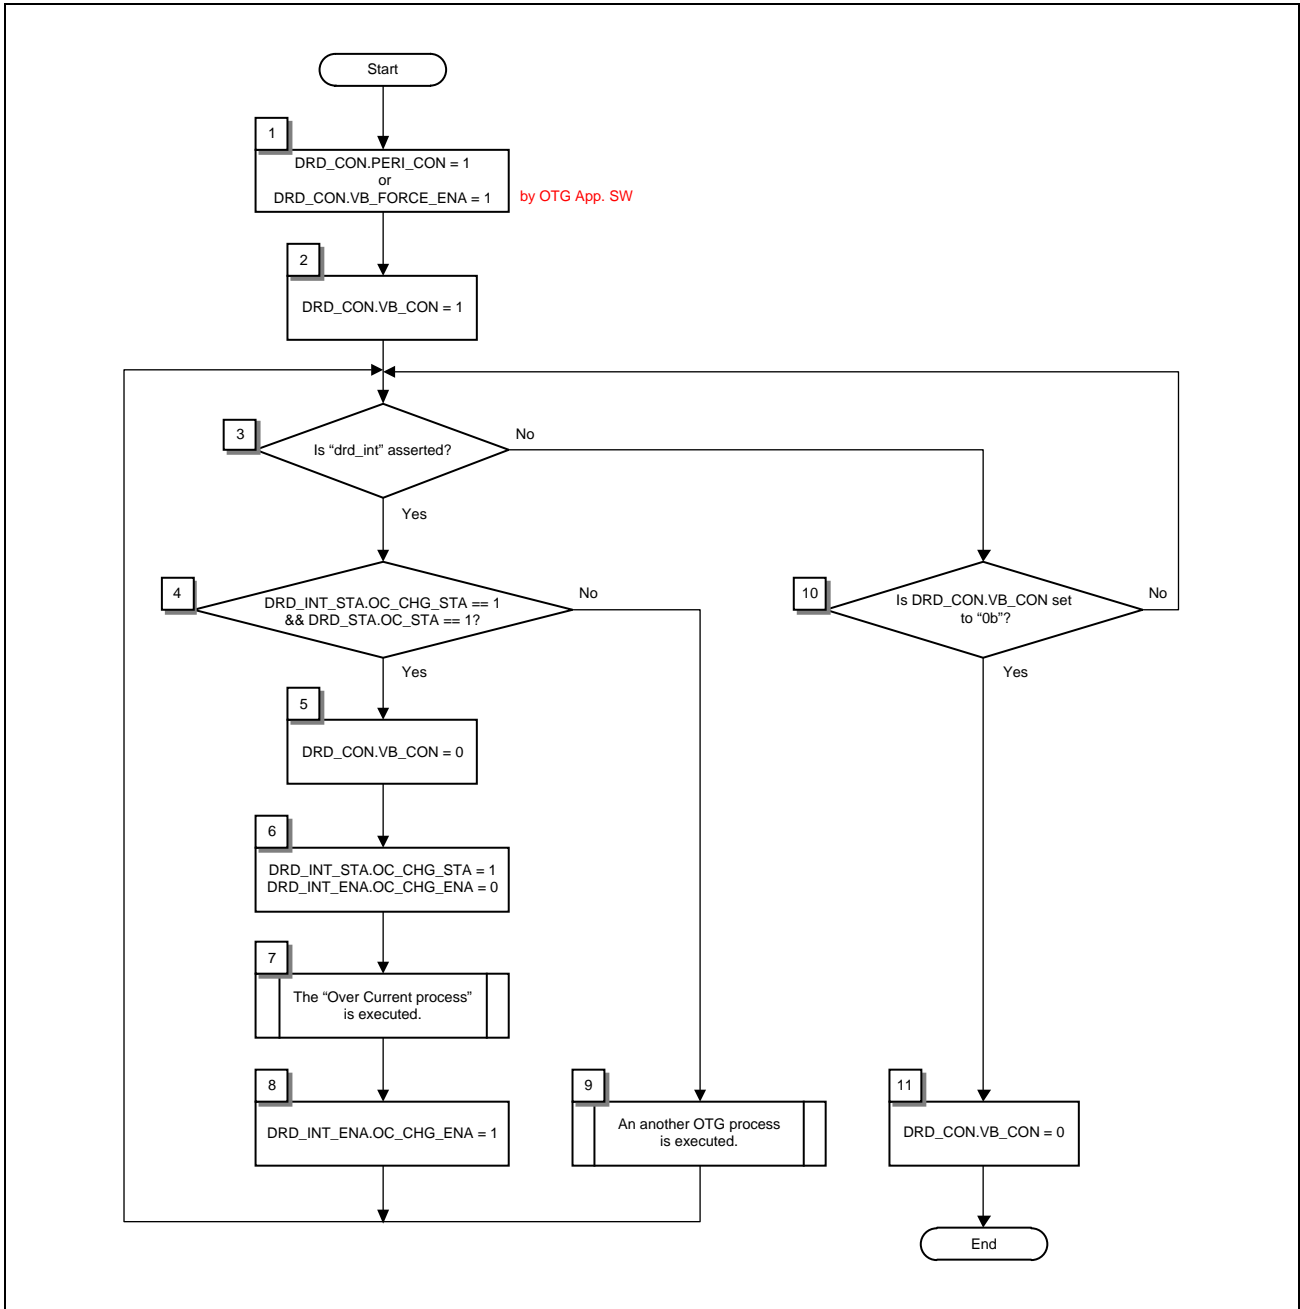 Start
1
DRD_CON.PERI_CON = 1
or
DRD_CON.VB_FORCE_ENA = 1
by OTG App. SW
2
DRD_CON.VB_CON = 1
3
Is “drd_int” asserted?
No
Yes
4
DRD_INT_STA.OC_CHG_STA == 1
&& DRD_STA.OC_STA == 1?
No
Yes
10
Is DRD_CON.VB_CON set
to “0b”?
No
Yes
5
DRD_CON.VB_CON = 0
6
DRD_INT_STA.OC_CHG_STA = 1
DRD_INT_ENA.OC_CHG_ENA = 0
7
The “Over Current process”
is executed.
8
DRD_INT_ENA.OC_CHG_ENA = 1
9
An another OTG process
is executed.
11
DRD_CON.VB_CON = 0
End